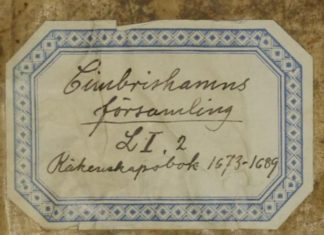 Cimbrishamns
församling
L I. 2
Räkenskapsbok 1673-1689